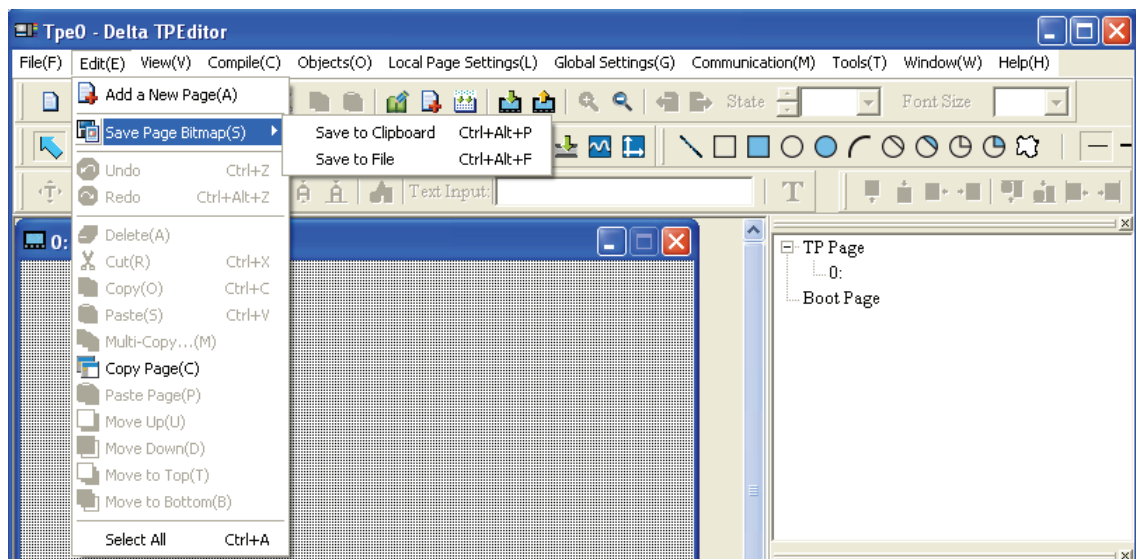 Tpe0 - Delta TPEditor
File(F) Edit(E) View(V) Compile(C) Objects(O) Local Page Settings(L) Global Settings(G) Communication(M) Tools(T) Window(W) Help(H)
Add a New Page(A)
State Font Size
Save Page Bitmap(S) Save to Clipboard Ctrl+Alt+P
Save to File Ctrl+Alt+F
Undo Ctrl+Z
Redo Ctrl+Alt+Z
Text Input:
Delete(A)
0:
Cut(R) Ctrl+X
Copy(O) Ctrl+C
Paste(S) Ctrl+V
Multi-Copy...(M)
Copy Page(C)
Paste Page(P)
Move Up(U)
Move Down(D)
Move to Top(T)
Move to Bottom(B)
Select All Ctrl+A
TP Page
0:
Boot Page